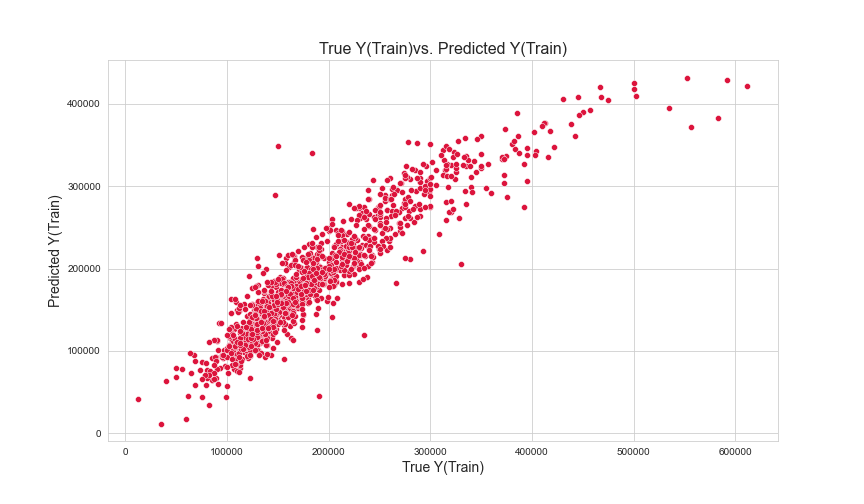 True Y(Train)vs. Predicted Y(Train)
400000
300000
200000
100000
0
Predicted Y(Train)
0 100000 200000 300000 400000 500000 600000
True Y(Train)